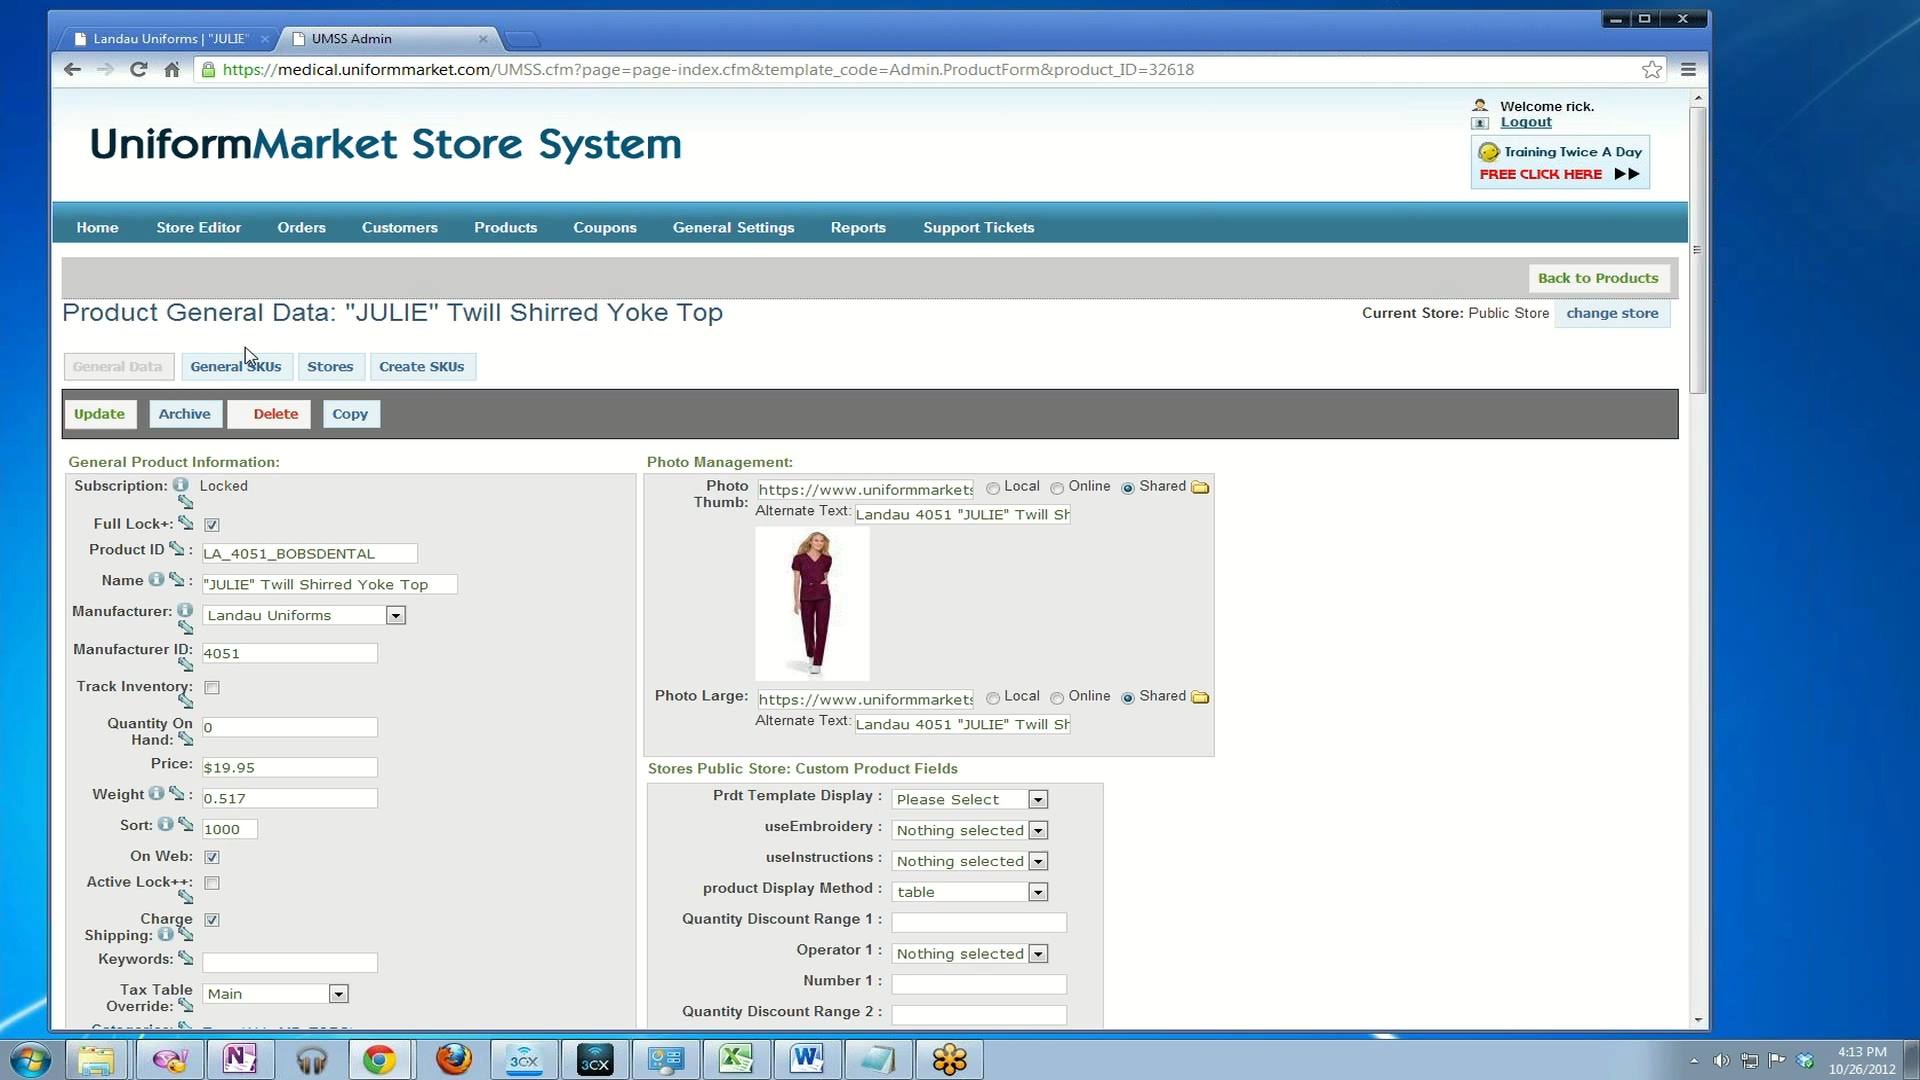 Landau Uniforms | "JULIE"
UMSS Admin
https://medical.uniformmarket.com/UMSS.cfm?page=page-index.cfm&template_code=Admin.ProductForm&product_ID=32618
UniformMarket Store System
Welcome rick.
Logout
Training Twice A Day
FREE CLICK HERE
Home Store Editor Orders Customers Products Coupons General Settings Reports Support Tickets
Back to Products
Product General Data: "JULIE" Twill Shirred Yoke Top
Current Store: Public Store change store
General Data General SKUs Stores Create SKUs
Update Archive Delete Copy
General Product Information:
Subscription: Locked
Full Lock+:
Product ID : LA_4051_BOBSDENTAL
Name : "JULIE" Twill Shirred Yoke Top
Manufacturer: Landau Uniforms
Manufacturer ID: 4051
Track Inventory:
Quantity On
Hand: 0
Price: $19.95
Weight : 0.517
Sort: 1000
On Web:
Active Lock++:
Charge
Shipping:
Keywords:
Tax Table
Override: Main
Photo Management:
Photo
Thumb: https://www.uniformmarkets Local Online Shared
Alternate Text: Landau 4051 "JULIE" Twill Sh
Photo Large: https://www.uniformmarkets Local Online Shared
Alternate Text: Landau 4051 "JULIE" Twill Sh
Stores Public Store: Custom Product Fields
Prdt Template Display : Please Select
useEmbroidery : Nothing selected
useInstructions : Nothing selected
product Display Method : table
Quantity Discount Range 1 :
Operator 1 : Nothing selected
Number 1 :
Quantity Discount Range 2 :
3CX
3CX
4:13 PM
10/26/2012